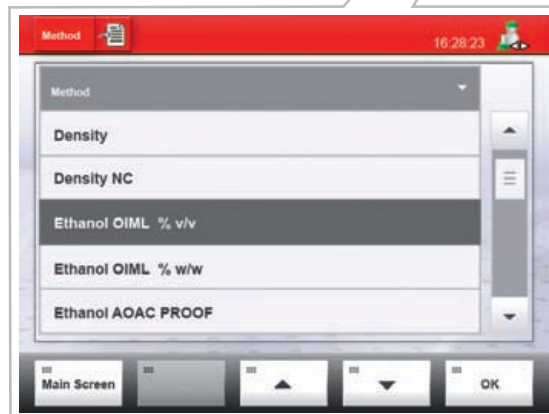 Method
16:28:23
Method
Density
Density NC
Ethanol OIML % v/v
Ethanol OIML % w/w
Ethanol AOAC PROOF
Main Screen
OK